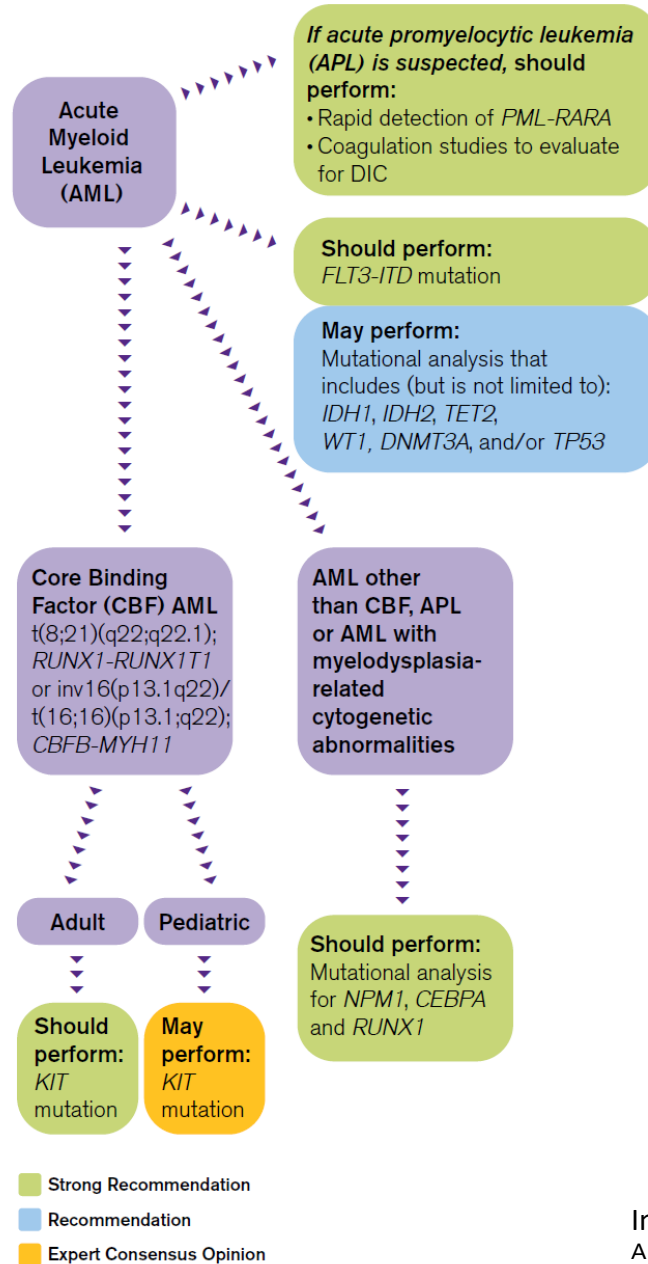 Acute
Myeloid
Leukemia
(AML)
If acute promyelocytic leukemia
(APL) is suspected, should
perform:
• Rapid detection of PML-RARA
• Coagulation studies to evaluate
for DIC
Should perform:
FLT3-ITD mutation
May perform:
Mutational analysis that
includes (but is not limited to):
IDH1, IDH2, TET2,
WT1, DNMT3A, and/or TP53
Core Binding
Factor (CBF) AML
t(8;21)(q22;q22.1);
RUNX1-RUNX1T1
or inv16(p13.1q22)/
t(16;16)(p13.1;q22);
CBFB-MYH11
AML other
than CBF, APL
or AML with
myelodysplasia-
related
cytogenetic
abnormalities
Adult
Pediatric
Should
perform:
KIT
mutation
May
perform:
KIT
mutation
Should perform:
Mutational analysis
for NPM1, CEBPA
and RUNX1
Strong Recommendation
Recommendation
Expert Consensus Opinion